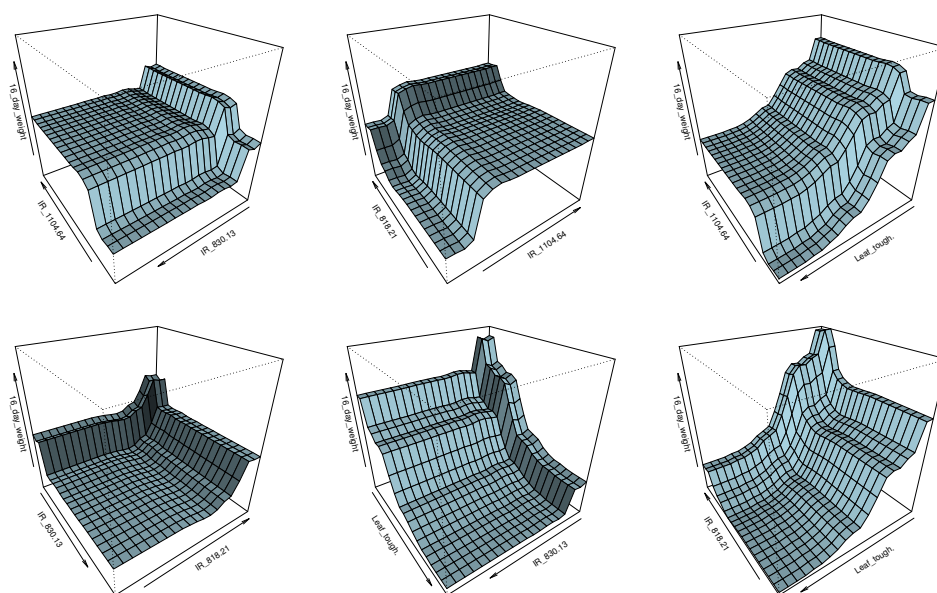 16_day_weight
IR_1104.64
IR_830.13
16_day_weight
IR_818.21
IR_1104.64
16_day_weight
IR_1104.64
Leaf_tough.
16_day_weight
IR_830.13
IR_818.21
16_day_weight
Leaf_tough.
IR_830.13
16_day_weight
IR_818.21
Leaf_tough.